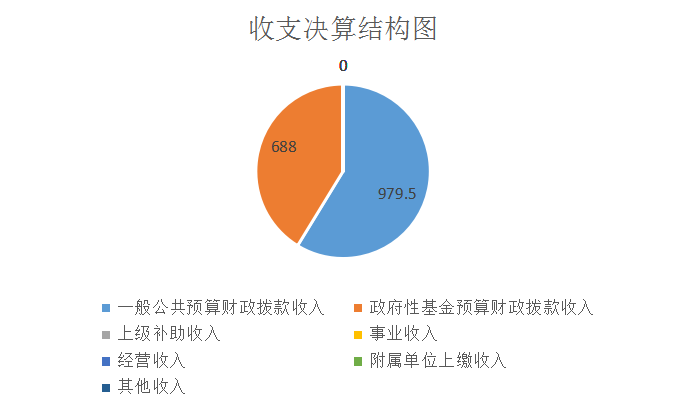 收支决算结构图
0
688
979.5
一般公共预算财政拨款收入 政府性基金预算财政拨款收入
上级补助收入 事业收入
经营收入 附属单位上缴收入
其他收入